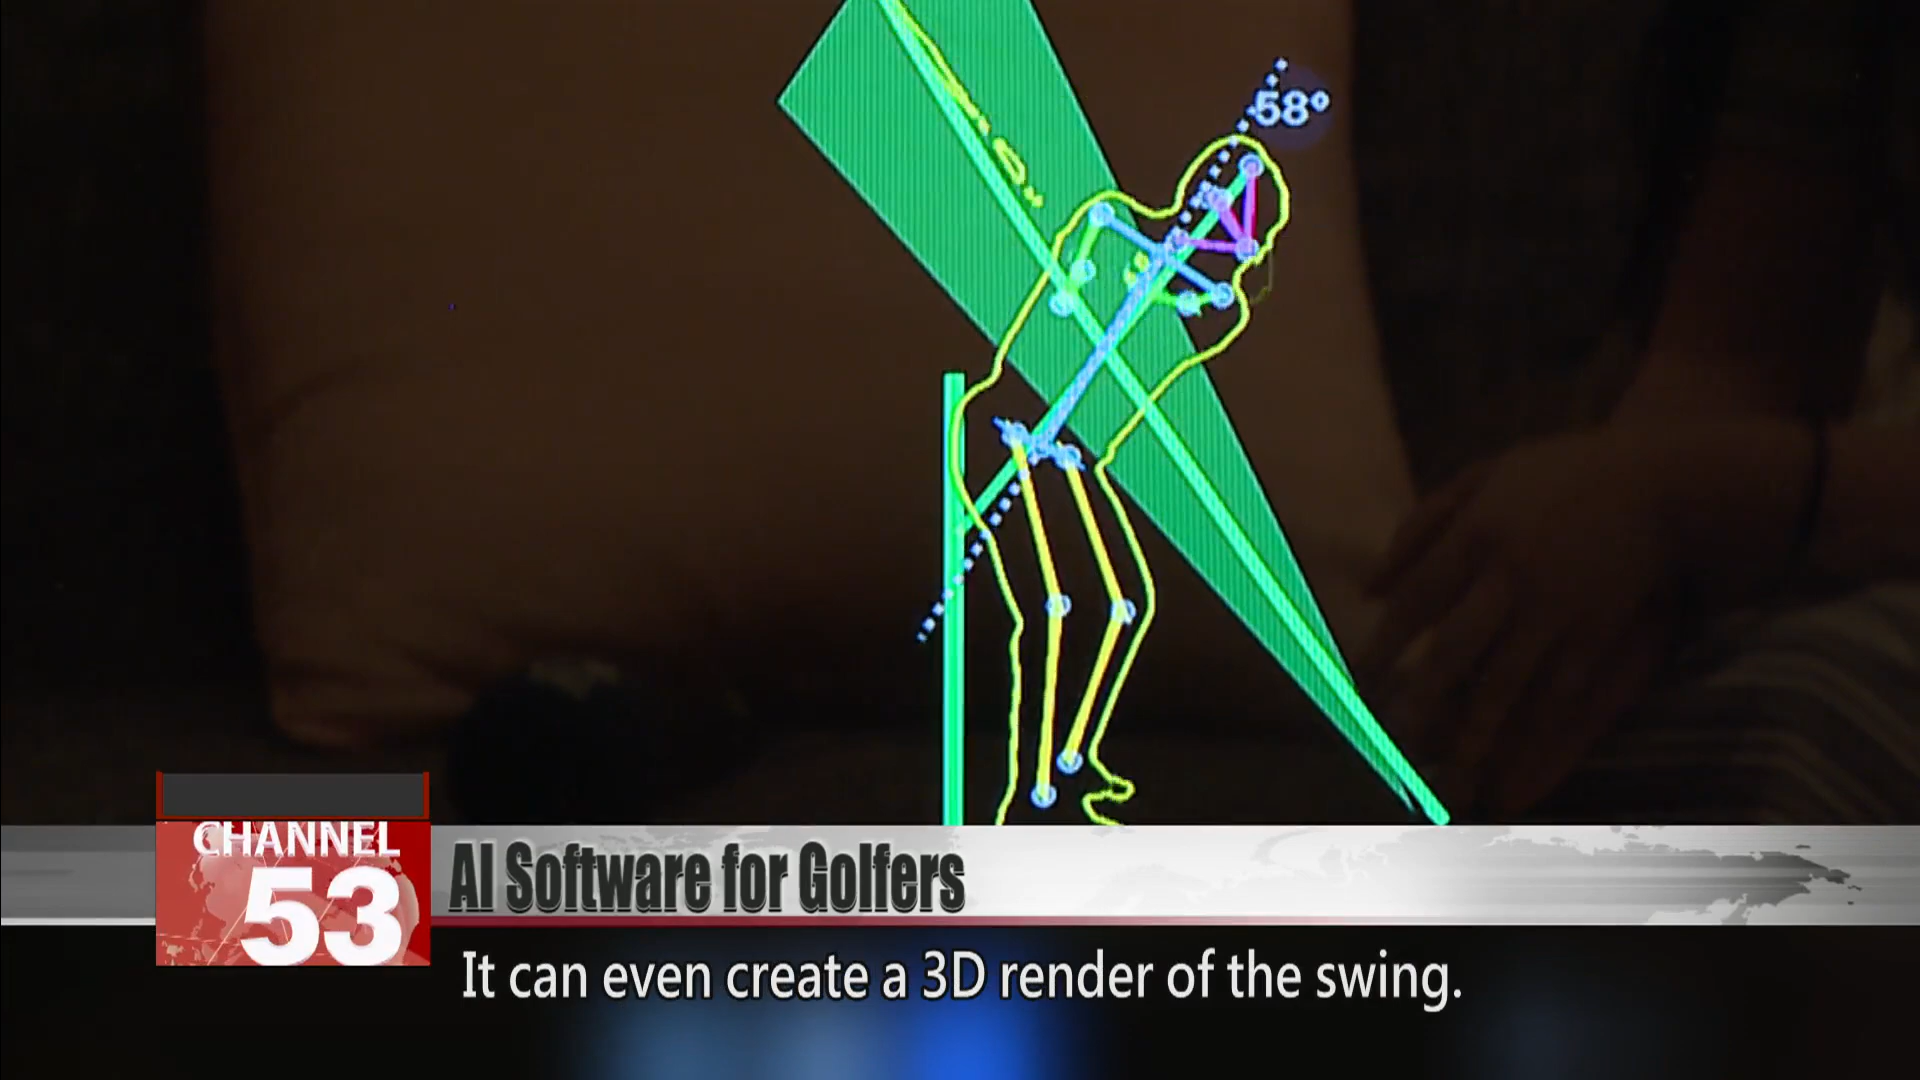 58°
CHANNEL
53
AI Software for Golfers
It can even create a 3D render of the swing.